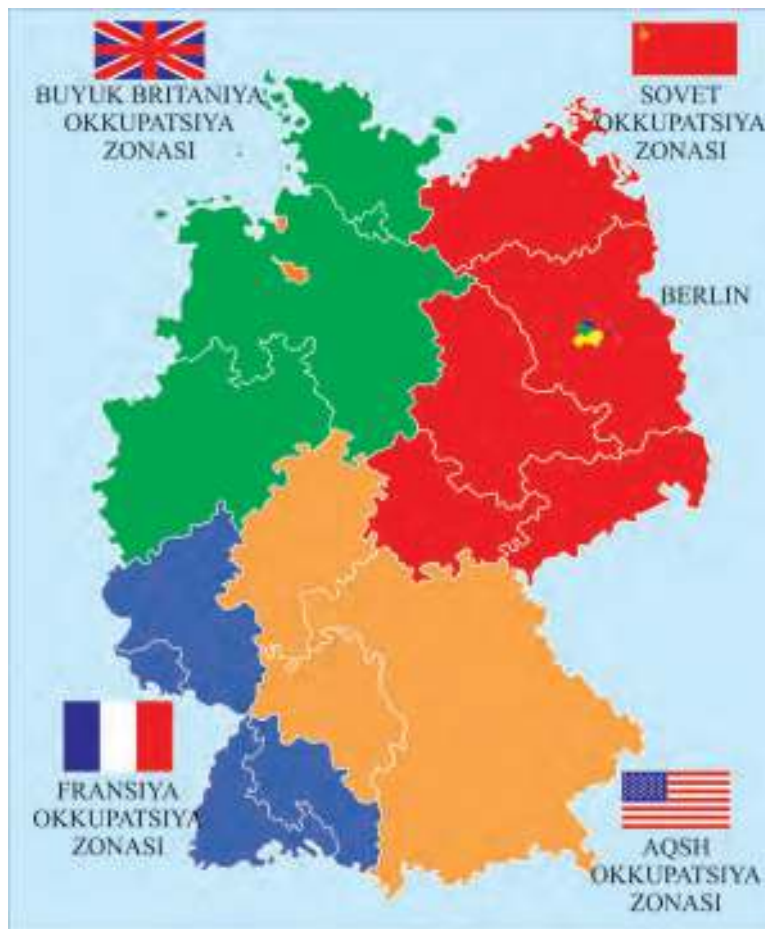 BUYUK BRITANIYA
OKKUPATSIYA
ZONASI
SOVET
OKKUPATSIYA
ZONASI
BERLIN
FRANSIYA
OKKUPATSIYA
ZONASI
AQSH
OKKUPATSIYA
ZONASI